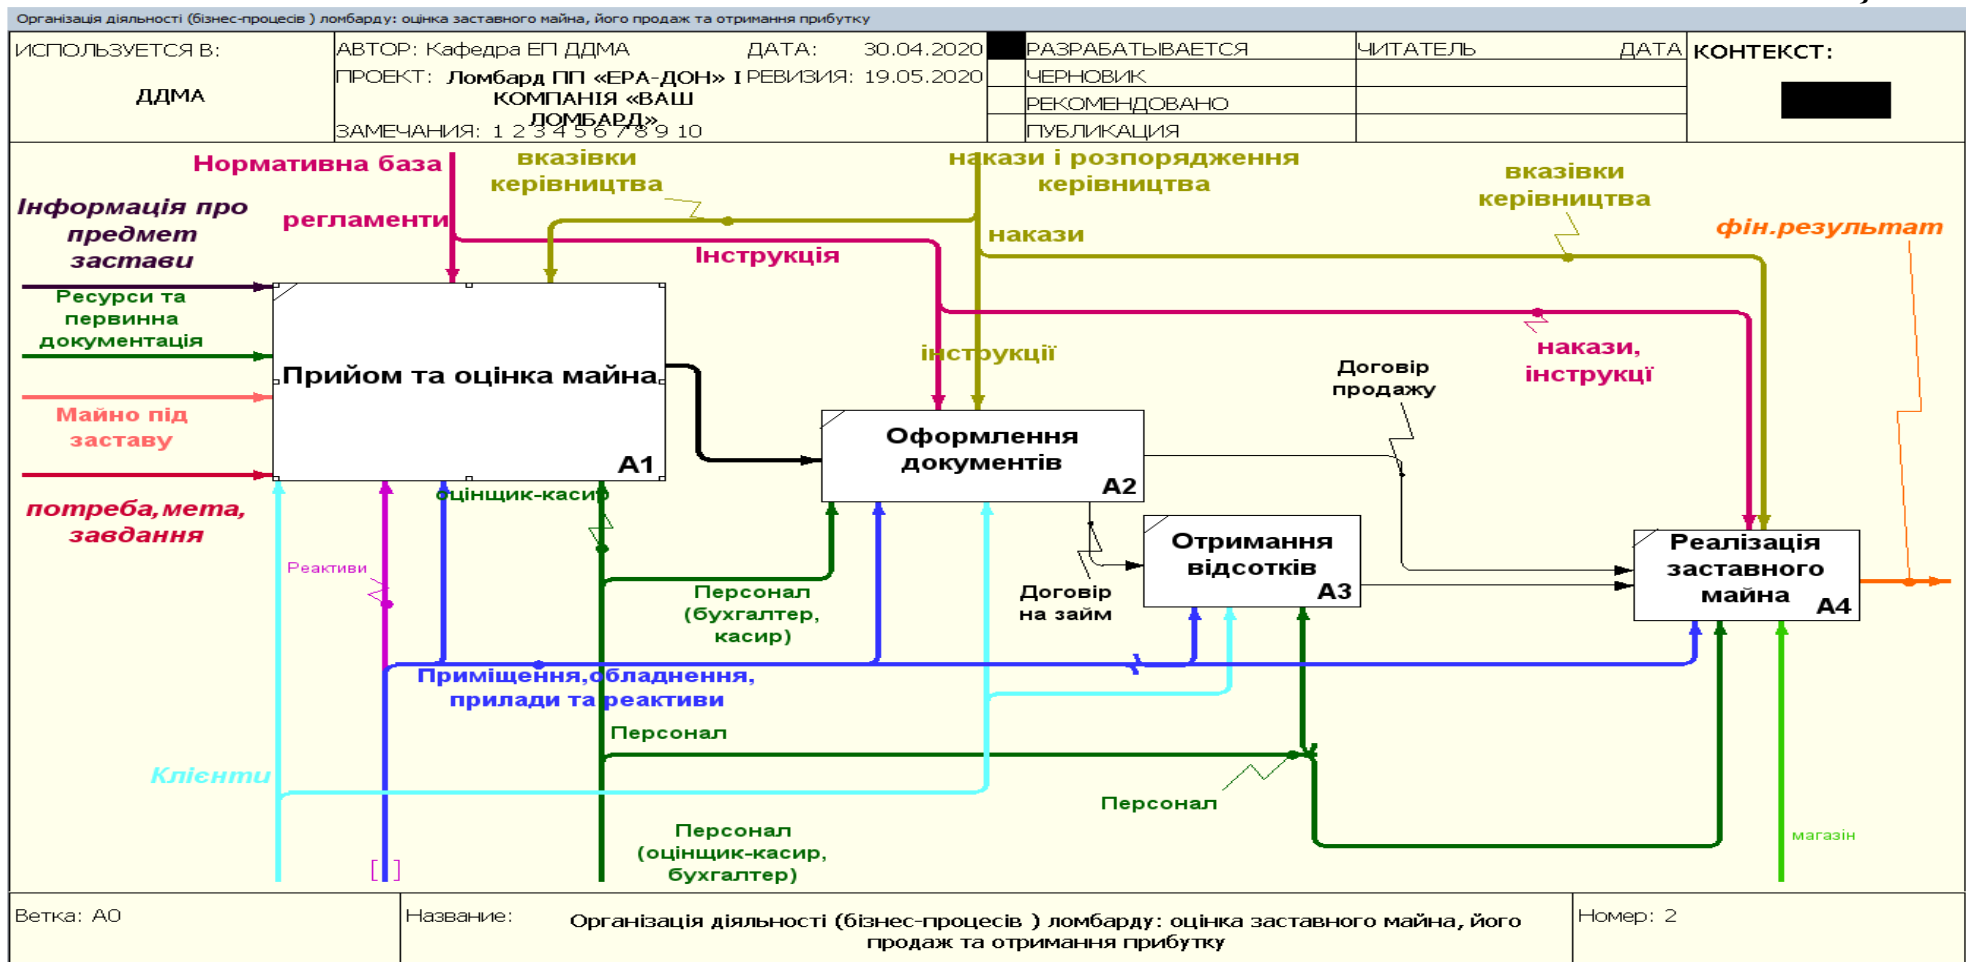 Організація діяльності (бізнес-процесів ) ломбарду: оцінка заставного майна, його продаж та отримання прибутку
ИСПОЛЬЗУЕТСЯ В:
ДДМА
АВТОР: Кафедра ЕП ДДМА
ДАТА: 30.04.2020
ПРОЕКТ: Ломбард ПП «ЕРА-ДОН» І
КОМПАНІЯ «ВАШ
ЛОМБАРД»
РЕВИЗИЯ: 19.05.2020
ЗАМЕЧАНИЯ: 1 2 3 4 5 6 7 8 9 10
РАЗРАБАТЫВАЕТСЯ
ЧЕРНОВИК
РЕКОМЕНДОВАНО
ПУБЛИКАЦИЯ
ЧИТАТЕЛЬ
ДАТА
КОНТЕКСТ:
Нормативна база
вказівки
керівництва
накази і розпорядження
керівництва
вказівки
керівництва
Інформація про
предмет
застави
регламенти
Інструкція
накази
фін.результат
Ресурси та
первинна
документація
Прийом та оцінка майна
А1
інструкції
накази,
інструкцї
Договір
продажу
Майно під
заставу
Оформлення
документів
А2
потреба,мета,
завдання
оцінщик-касир
Отримання
відсотків
А3
Реалізація
заставного
майна
А4
Реактиви
Персонал
(бухгалтер,
касир)
Договір
на займ
Приміщення,обладнення,
прилади та реактиви
Персонал
Клієнти
Персонал
Персонал
(оцінщик-касир,
бухгалтер)
магазін
[ ]
Ветка: А0
Название:
Організація діяльності (бізнес-процесів ) ломбарду: оцінка заставного майна, його
продаж та отримання прибутку
Номер: 2